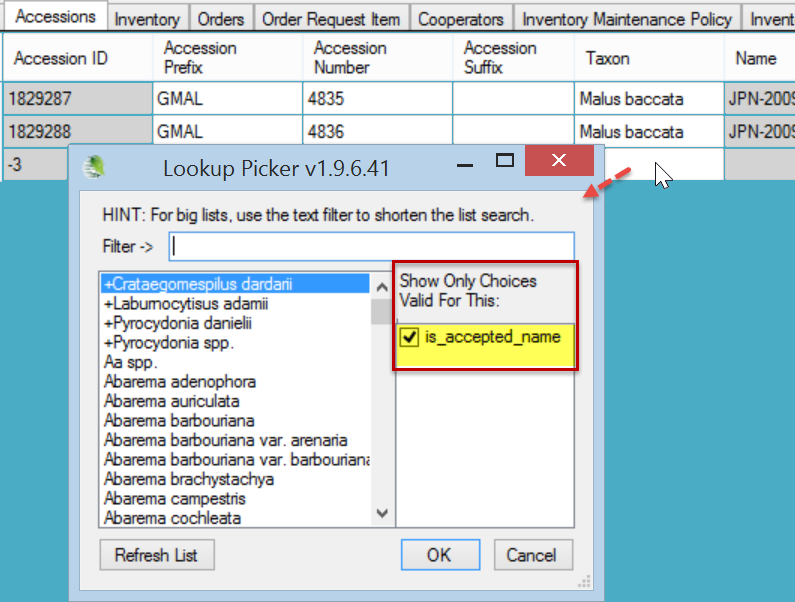 Accessions Inventory Orders Order Request Item Cooperators Inventory Maintenance Policy Invent
Accession ID Accession Prefix Accession Number Accession Suffix Taxon Name
1829287 GMAL 4835 Malus baccata JPN-2009
1829288 GMAL 4836 Malus baccata JPN-2009
-3
Lookup Picker v1.9.6.41
HINT: For big lists, use the text filter to shorten the list search.
Filter ->
+Crataegomespilus dardarii
+Laburnocytisus adamii
+Pyrocydonia danielii
+Pyrocydonia spp.
Aa spp.
Abarema adenophora
Abarema auriculata
Abarema barbouriana
Abarema barbouriana var. arenaria
Abarema barbouriana var. barbouriana
Abarema brachystachya
Abarema campestris
Abarema cochleata
Show Only Choices
Valid For This:
is_accepted_name
Refresh List OK Cancel